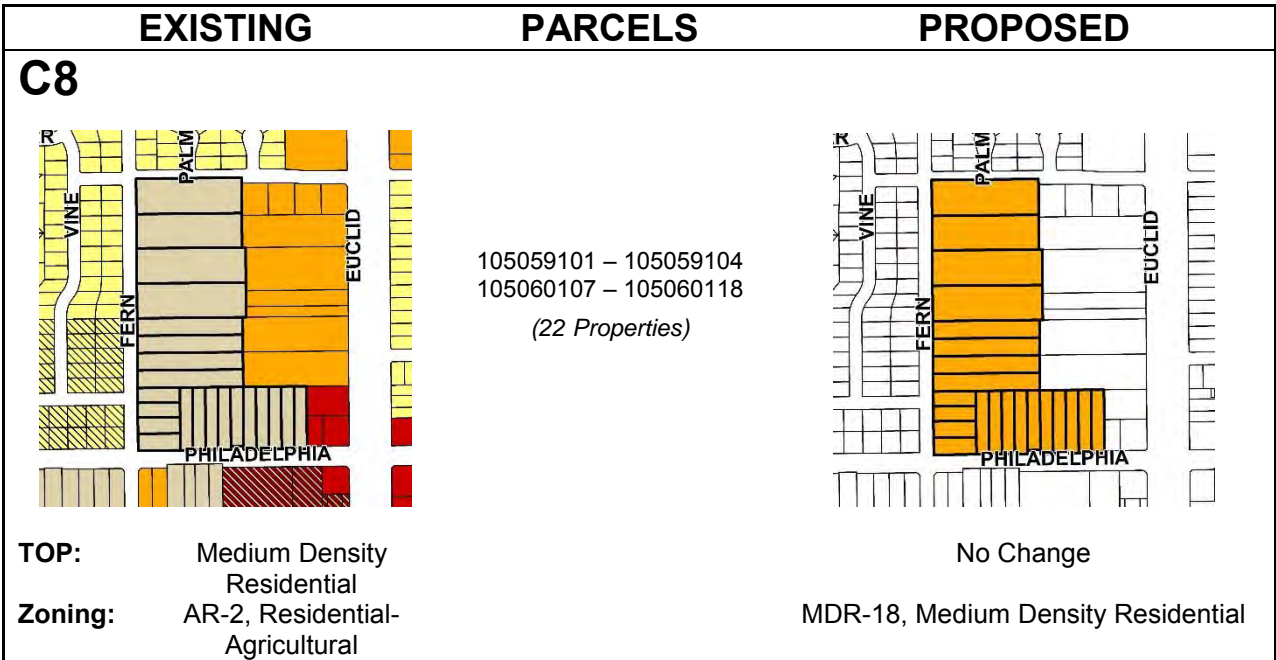 EXISTING PARCELS PROPOSED
C8
R
PALM
VINE
EUCLID
FERN
PHILADELPHIA
105059101 – 105059104
105060107 – 105060118
(22 Properties)
R
PALM
VINE
EUCLID
FERN
PHILADELPHIA
TOP: Medium Density Residential No Change
Zoning: AR-2, Residential-Agricultural MDR-18, Medium Density Residential